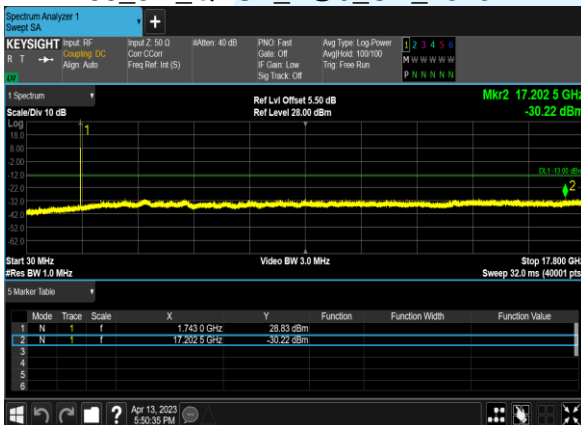 Spectrum Analyzer 1
Swept SA
+
KEYSIGHT
R T
LV
Input: RF
Coupling: DC
Align: Auto
Input Z: 50 Ω
Corr CCorr
Freq Ref: Int (S)
#Atten: 40 dB
PNO: Fast
Gate: Off
IF Gain: Low
Sig Track: Off
Avg Type: Log-Power
Avg|Hold: 100/100
Trig: Free Run
1 2 3 4 5 6
M W W W W W
P N N N N N
1 Spectrum
Scale/Div 10 dB
Ref Lvl Offset 5.50 dB
Ref Level 28.00 dBm
Mkr2 17.202 5 GHz
-30.22 dBm
Log
18.0
8.00
-2.00
-12.0
-22.0
-32.0
-42.0
-52.0
-62.0
1
DL1 -13.00 dBm
2
Start 30 MHz
#Res BW 1.0 MHz
Video BW 3.0 MHz
Stop 17.800 GHz
Sweep 32.0 ms (40001 pts)
5 Marker Table
Mode Trace Scale X Y Function Function Width Function Value
1 N 1 f 1.743 0 GHz 28.83 dBm
2 N 1 f 17.202 5 GHz -30.22 dBm
3
4
5
6
?
Apr 13, 2023
5:50:35 PM